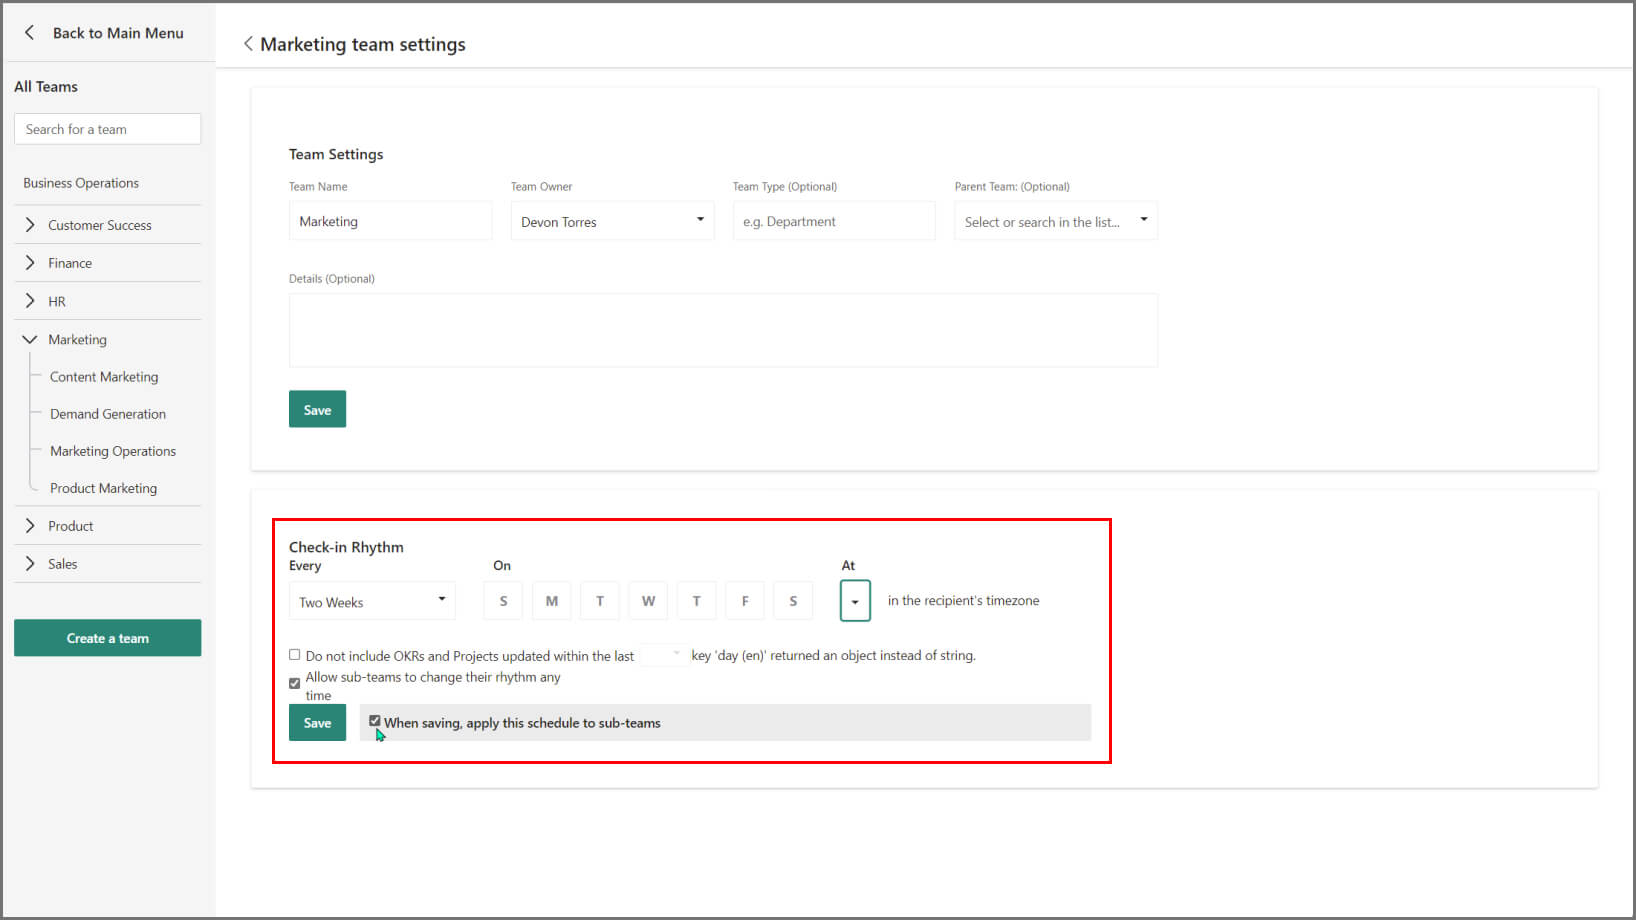 Back to Main Menu
All Teams
Search for a team
Business Operations
Customer Success
Finance
HR
Marketing
Content Marketing
Demand Generation
Marketing Operations
Product Marketing
Product
Sales
Create a team
Marketing team settings
Team Settings
Team Name Team Owner Team Type (Optional) Parent Team: (Optional)
Marketing Devon Torres e.g. Department Select or search in the list...
Details (Optional)
Save
Check-in Rhythm
Every On At
Two Weeks S M T W T F S in the recipient's timezone
Do not include OKRs and Projects updated within the last key 'day (en)' returned an object instead of string.
Allow sub-teams to change their rhythm any
time
Save When saving, apply this schedule to sub-teams